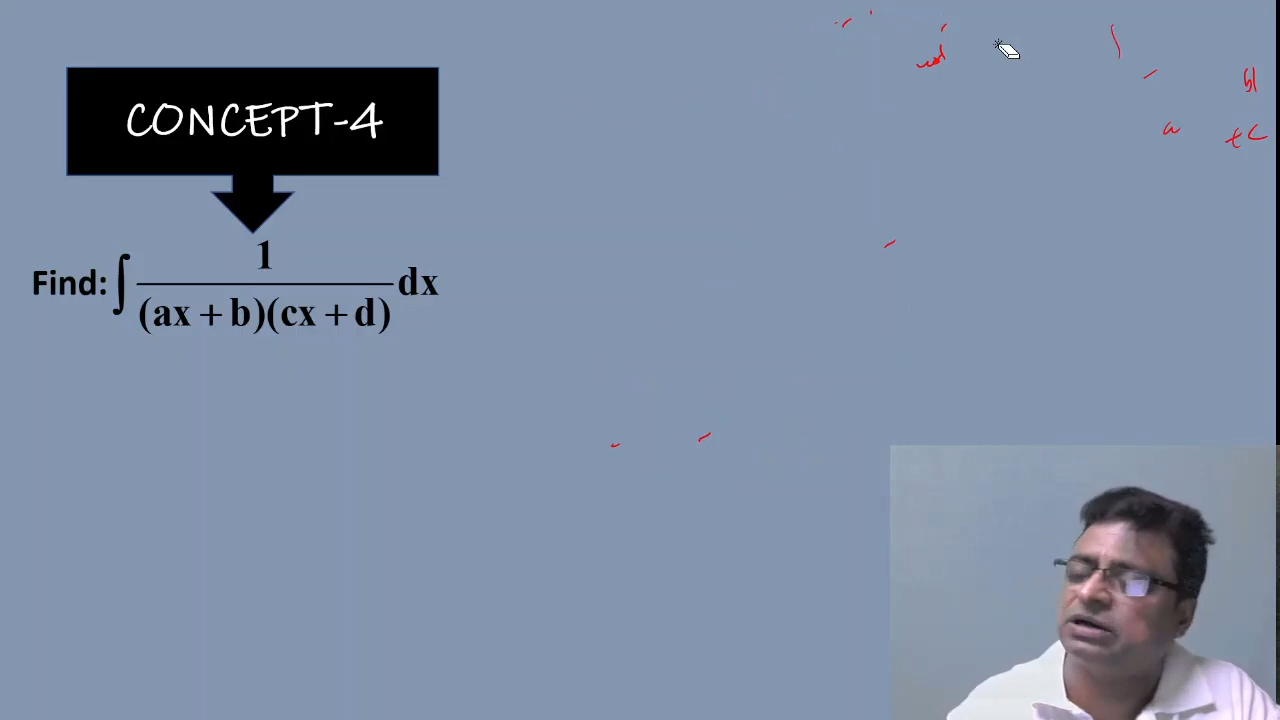 CONCEPT-4
Find: ∫ 1/((ax + b)(cx + d)) dx
a
+c